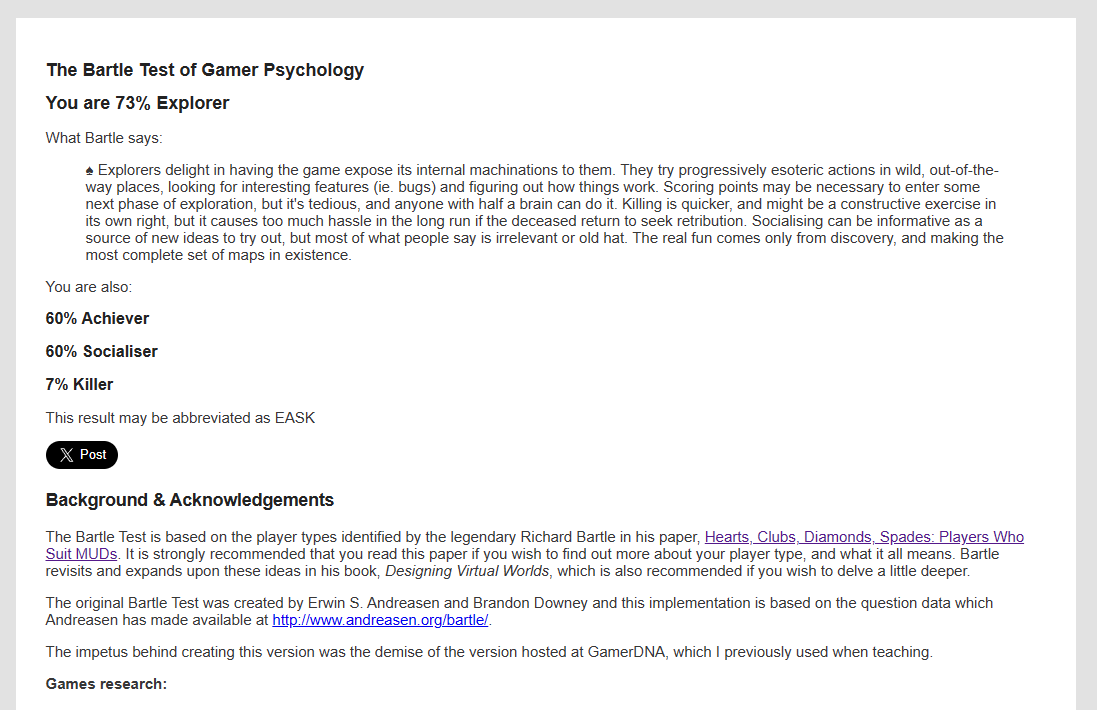 The Bartle Test of Gamer Psychology
You are 73% Explorer
What Bartle says:
♠ Explorers delight in having the game expose its internal machinations to them. They try progressively esoteric actions in wild, out-of-the-
way places, looking for interesting features (ie. bugs) and figuring out how things work. Scoring points may be necessary to enter some
next phase of exploration, but it's tedious, and anyone with half a brain can do it. Killing is quicker, and might be a constructive exercise in
its own right, but it causes too much hassle in the long run if the deceased return to seek retribution. Socialising can be informative as a
source of new ideas to try out, but most of what people say is irrelevant or old hat. The real fun comes only from discovery, and making the
most complete set of maps in existence.
You are also:
60% Achiever
60% Socialiser
7% Killer
This result may be abbreviated as EASK
X Post
Background & Acknowledgements
The Bartle Test is based on the player types identified by the legendary Richard Bartle in his paper, Hearts, Clubs, Diamonds, Spades: Players Who
Suit MUDs. It is strongly recommended that you read this paper if you wish to find out more about your player type, and what it all means. Bartle
revisits and expands upon these ideas in his book, Designing Virtual Worlds, which is also recommended if you wish to delve a little deeper.
The original Bartle Test was created by Erwin S. Andreasen and Brandon Downey and this implementation is based on the question data which
Andreasen has made available at http://www.andreasen.org/bartle/.
The impetus behind creating this version was the demise of the version hosted at GamerDNA, which I previously used when teaching.
Games research: